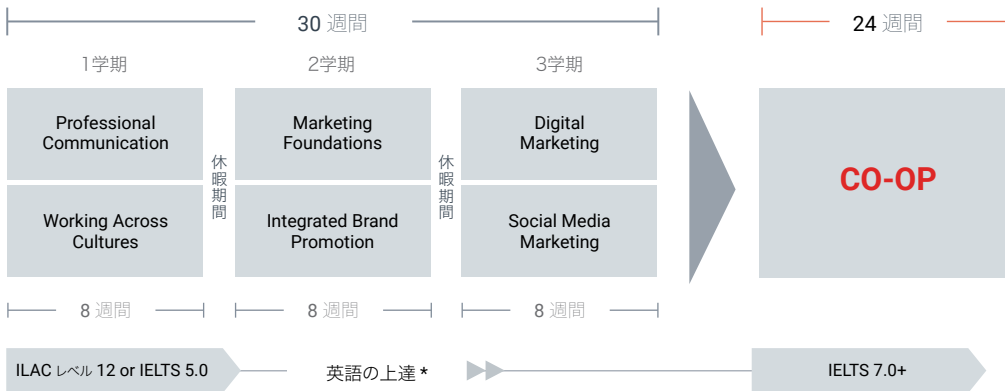 30 週間
24 週間
1学期
2学期
3学期
Professional
Communication
Marketing
Foundations
Digital
Marketing
休暇期間
休暇期間
CO-OP
Working Across
Cultures
Integrated Brand
Promotion
Social Media
Marketing
8 週間
8 週間
8 週間
ILAC レベル 12 or IELTS 5.0
英語の上達 *
IELTS 7.0+